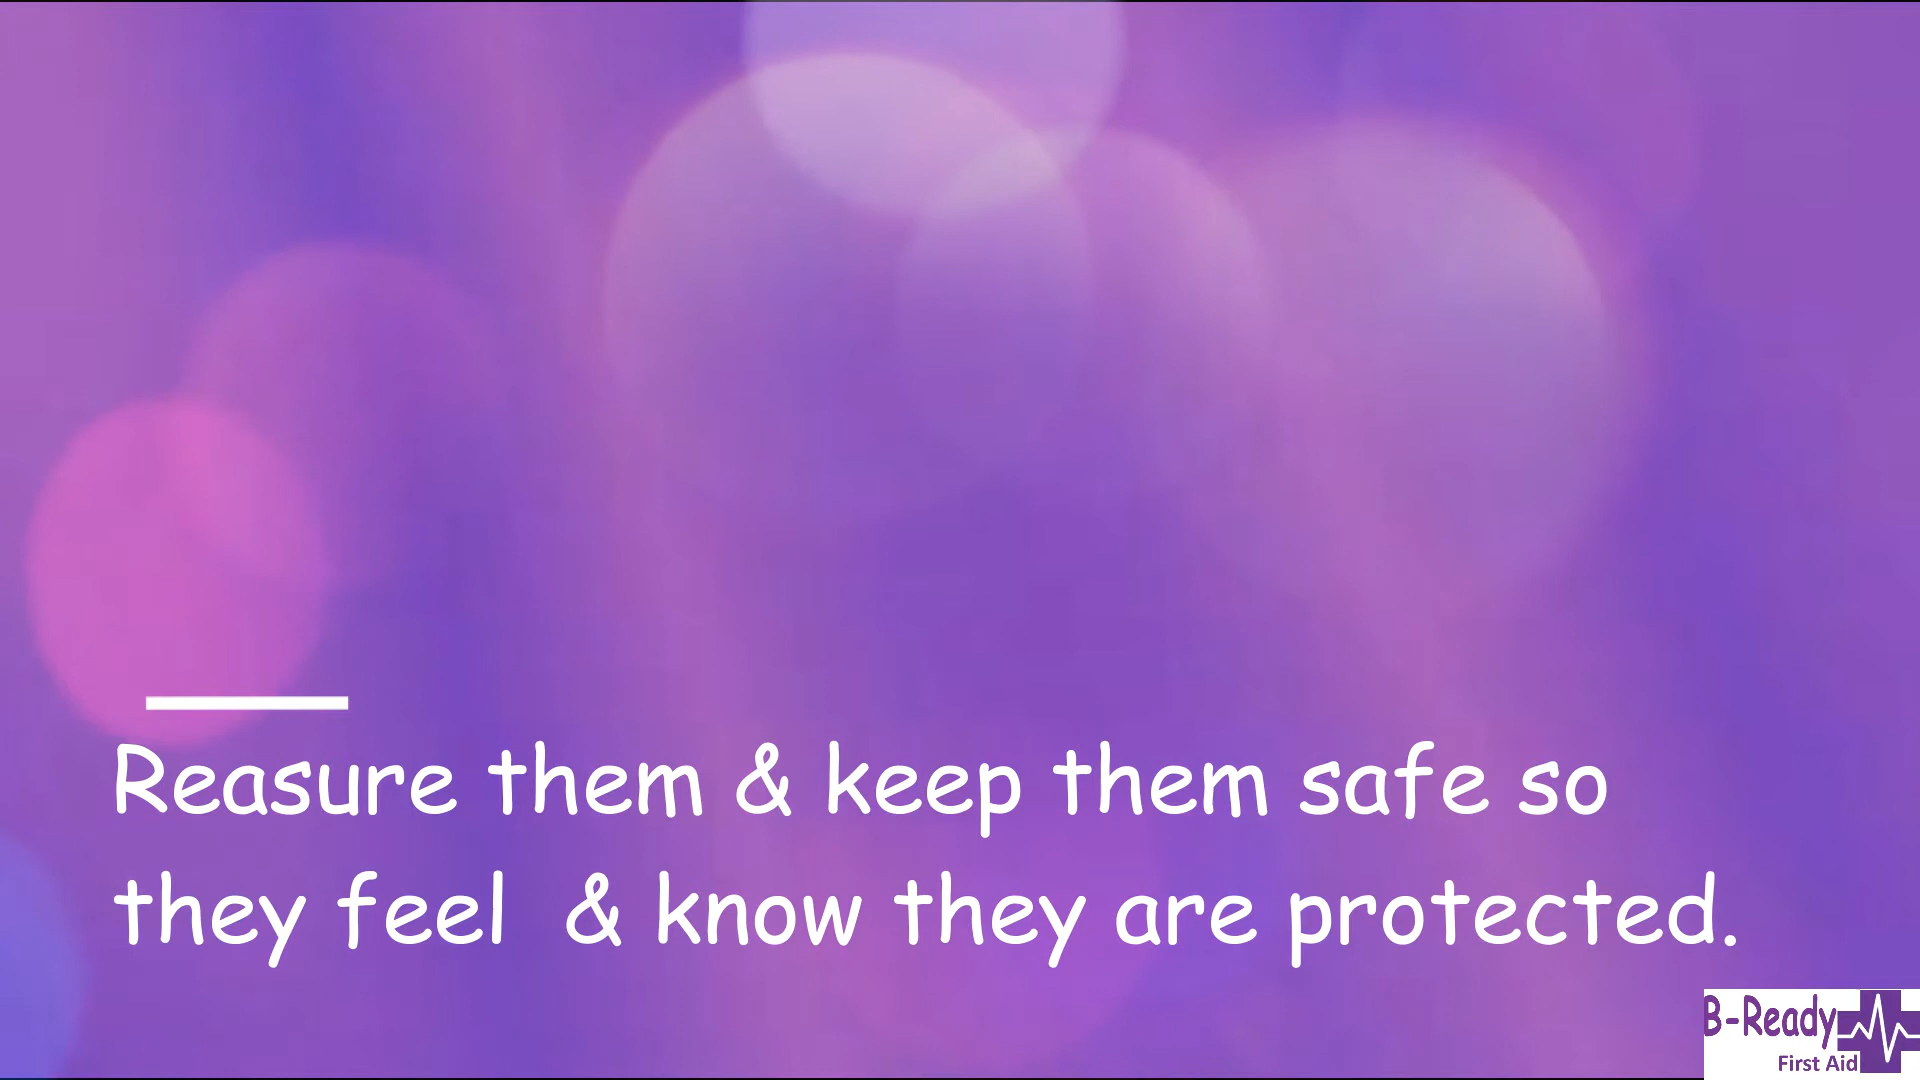 Reasure them & keep them safe so
they feel  & know they are protected.
B-Ready
First Aid